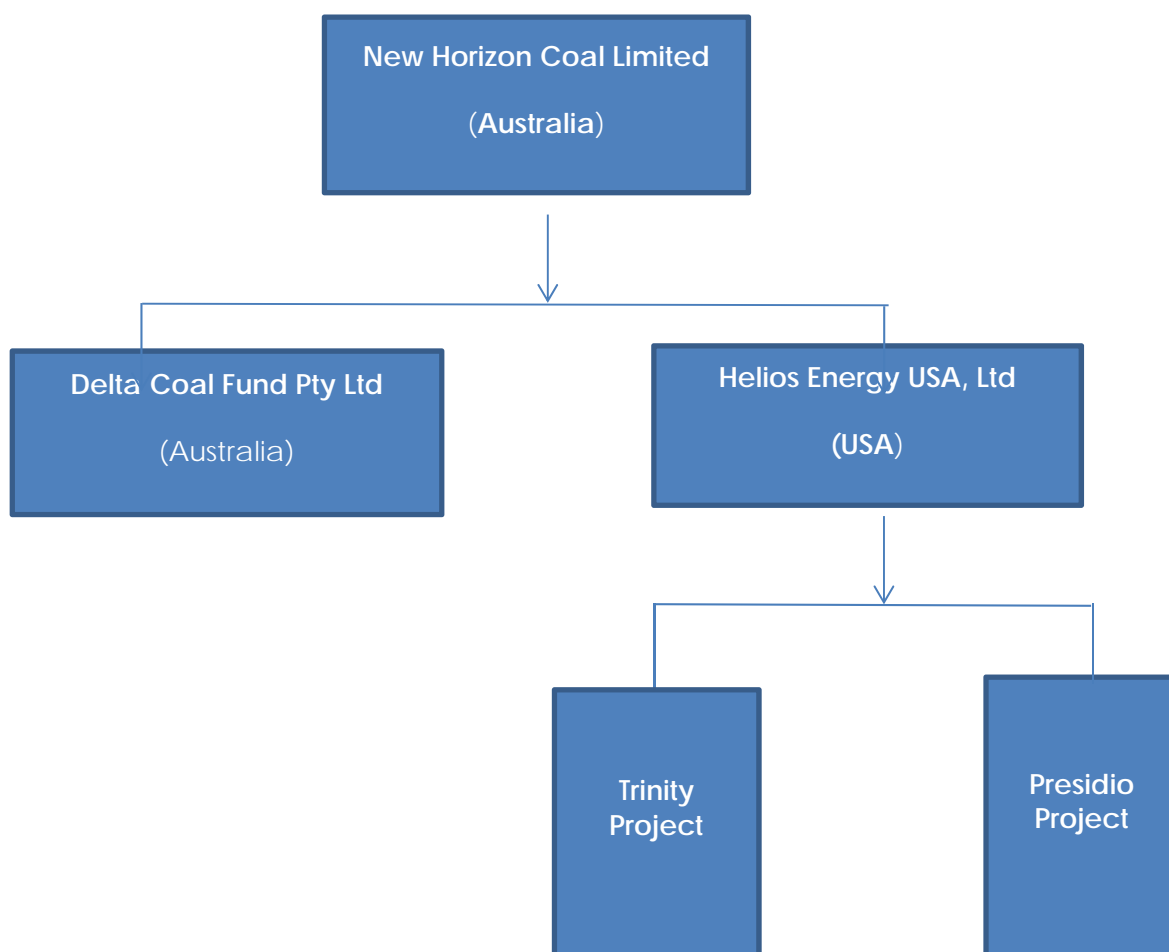 New Horizon Coal Limited
(Australia)
Delta Coal Fund Pty Ltd
(Australia)
Helios Energy USA, Ltd
(USA)
Trinity
Project
Presidio
Project